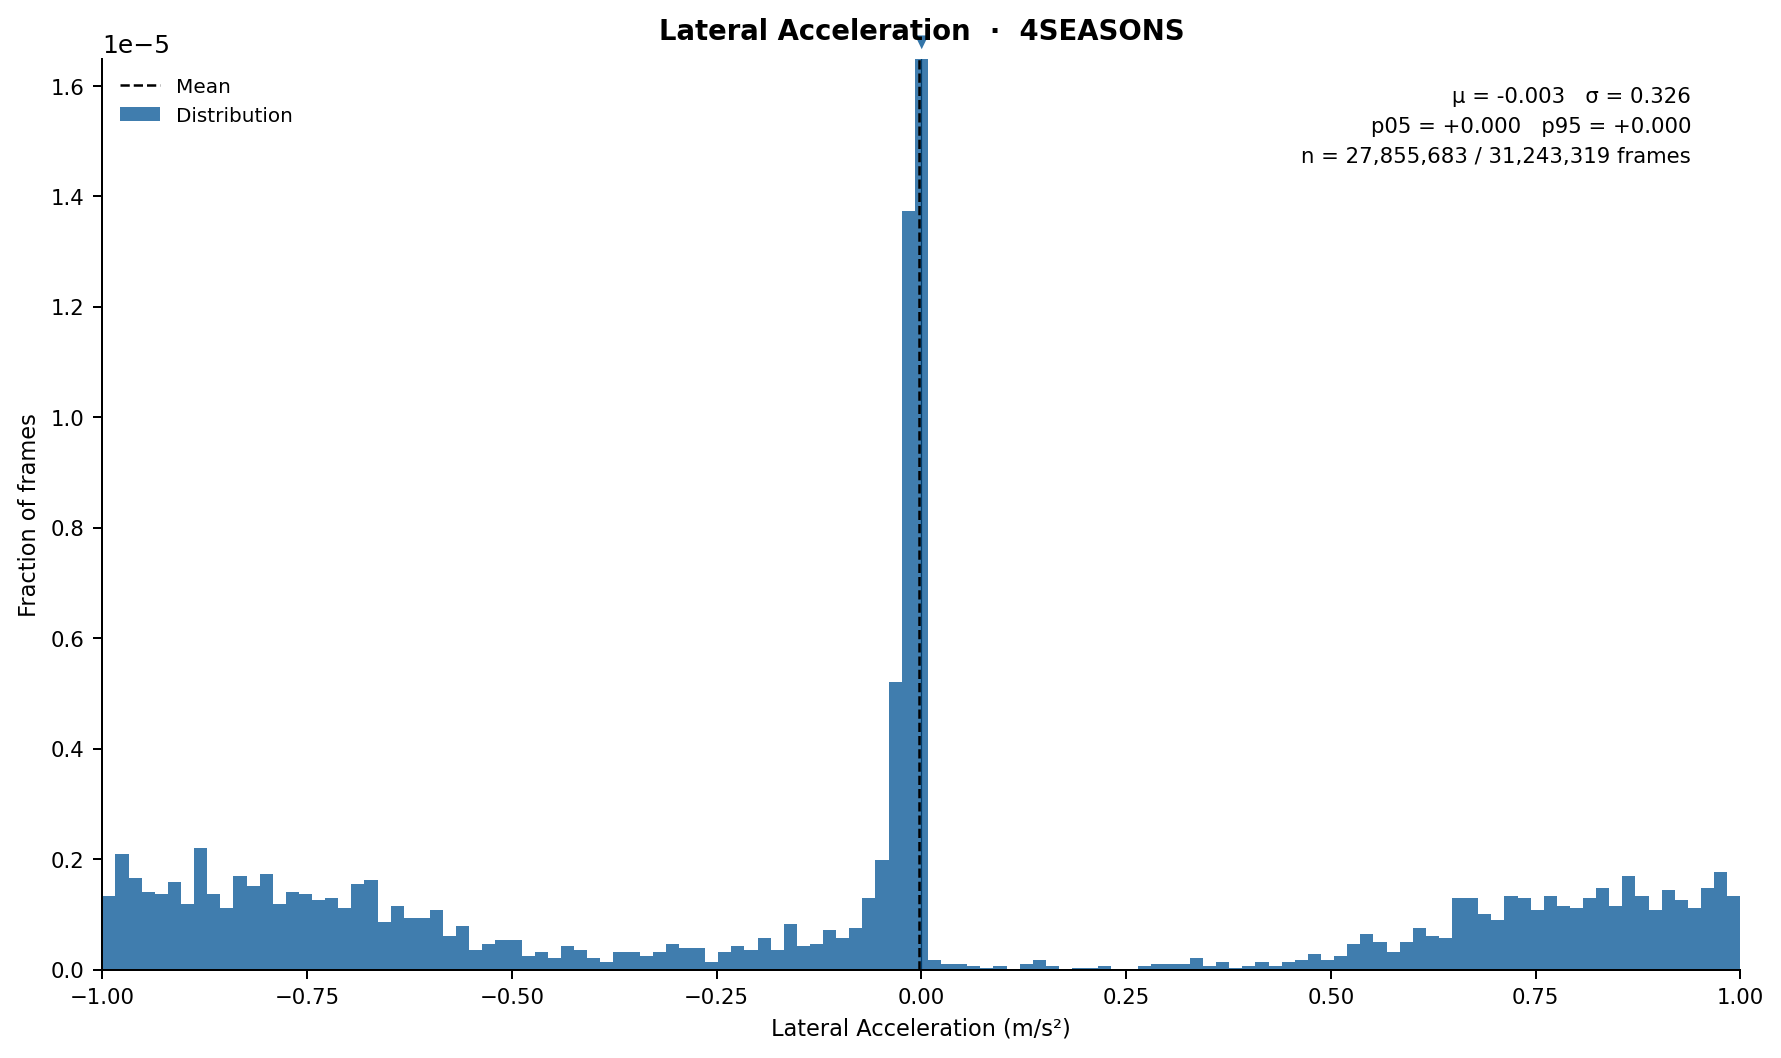 Lateral Acceleration · 4SEASONS
1e−5
Mean
Distribution
μ = -0.003 σ = 0.326
p05 = +0.000 p95 = +0.000
n = 27,855,683 / 31,243,319 frames
1.6
1.4
1.2
1.0
0.8
0.6
0.4
0.2
0.0
Fraction of frames
−1.00 −0.75 −0.50 −0.25 0.00 0.25 0.50 0.75 1.00
Lateral Acceleration (m/s²)